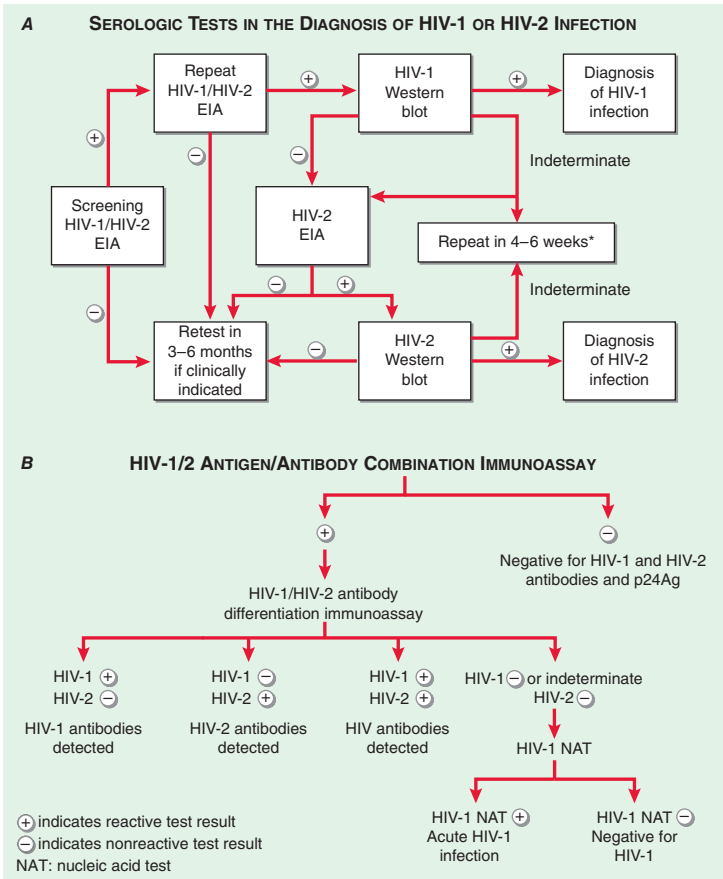 A SEROLOGIC TESTS IN THE DIAGNOSIS OF HIV-1 OR HIV-2 INFECTION
Repeat
HIV-1/HIV-2
EIA
+
HIV-1
Western
blot
+
Diagnosis
of HIV-1
infection
+
−
−
Indeterminate
Screening
HIV-1/HIV-2
EIA
HIV-2
EIA
Repeat in 4–6 weeks*
−
−
+
Indeterminate
Retest in
3–6 months
if clinically
indicated
−
HIV-2
Western
blot
+
Diagnosis
of HIV-2
infection
B HIV-1/2 ANTIGEN/ANTIBODY COMBINATION IMMUNOASSAY
+
−
Negative for HIV-1 and HIV-2
antibodies and p24Ag
HIV-1/HIV-2 antibody
differentiation immunoassay
HIV-1 +
HIV-2 −
HIV-1 antibodies
detected
HIV-1 −
HIV-2 +
HIV-2 antibodies
detected
HIV-1 +
HIV-2 +
HIV antibodies
detected
HIV-1 − or indeterminate
HIV-2 −
HIV-1 NAT
HIV-1 NAT +
Acute HIV-1
infection
HIV-1 NAT −
Negative for
HIV-1
+ indicates reactive test result
− indicates nonreactive test result
NAT: nucleic acid test